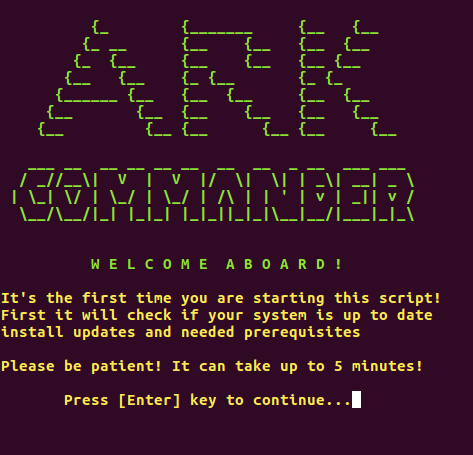 ARK
COMMANDER
W E L C O M E  A B O A R D !
It's the first time you are starting this script!
First it will check if your system is up to date
install updates and needed prerequisites
Please be patient! It can take up to 5 minutes!
Press [Enter] key to continue...